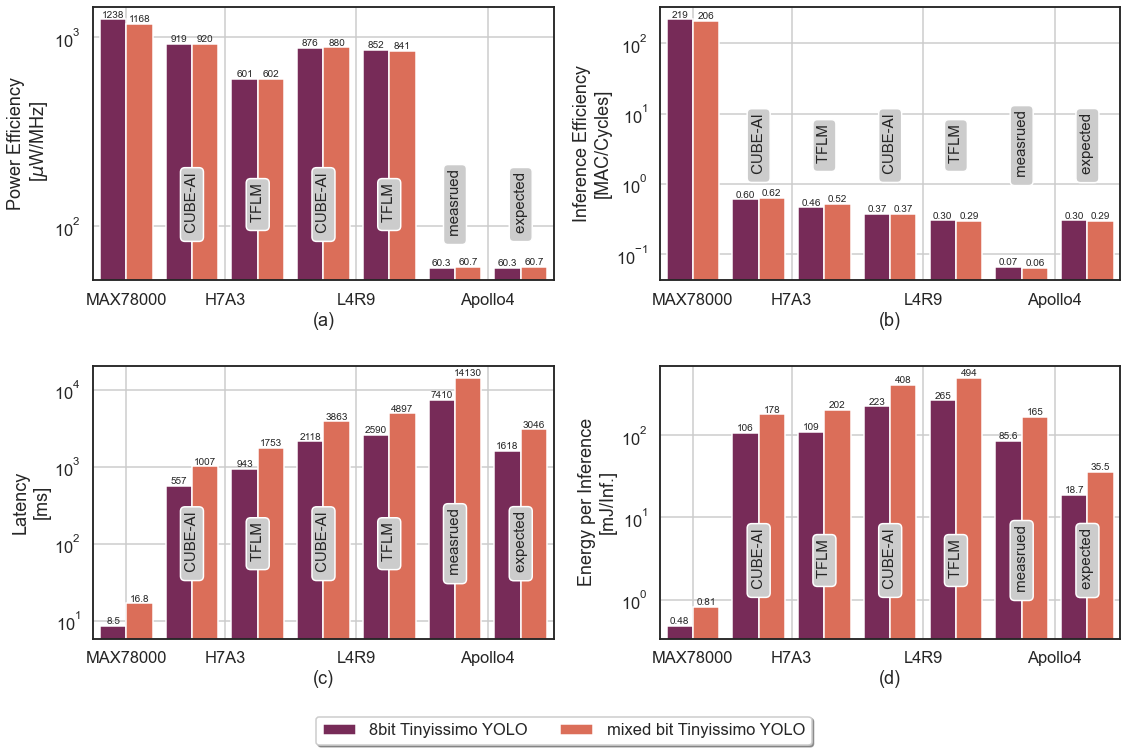 Power Efficiency
[μW/MHz]
10³
10²
1238
1168
919
920
601
602
876
880
852
841
60.3
60.7
60.3
60.7
CUBE-AI
TFLM
CUBE-AI
TFLM
measrued
expected
MAX78000
H7A3
L4R9
Apollo4
(a)
Inference Efficiency
[MAC/Cycles]
10²
10¹
10⁰
10⁻¹
219
206
0.60
0.62
0.46
0.52
0.37
0.37
0.30
0.29
0.07
0.06
0.30
0.29
CUBE-AI
TFLM
CUBE-AI
TFLM
measrued
expected
MAX78000
H7A3
L4R9
Apollo4
(b)
Latency
[ms]
10⁴
10³
10²
10¹
8.5
16.8
557
1007
943
1753
2118
3863
2590
4897
7410
14130
1618
3046
CUBE-AI
TFLM
CUBE-AI
TFLM
measrued
expected
MAX78000
H7A3
L4R9
Apollo4
(c)
Energy per Inference
[mJ/Inf.]
10²
10¹
10⁰
0.48
0.81
106
178
109
202
223
408
265
494
85.6
165
18.7
35.5
CUBE-AI
TFLM
CUBE-AI
TFLM
measrued
expected
MAX78000
H7A3
L4R9
Apollo4
(d)
8bit Tinyissimo YOLO
mixed bit Tinyissimo YOLO